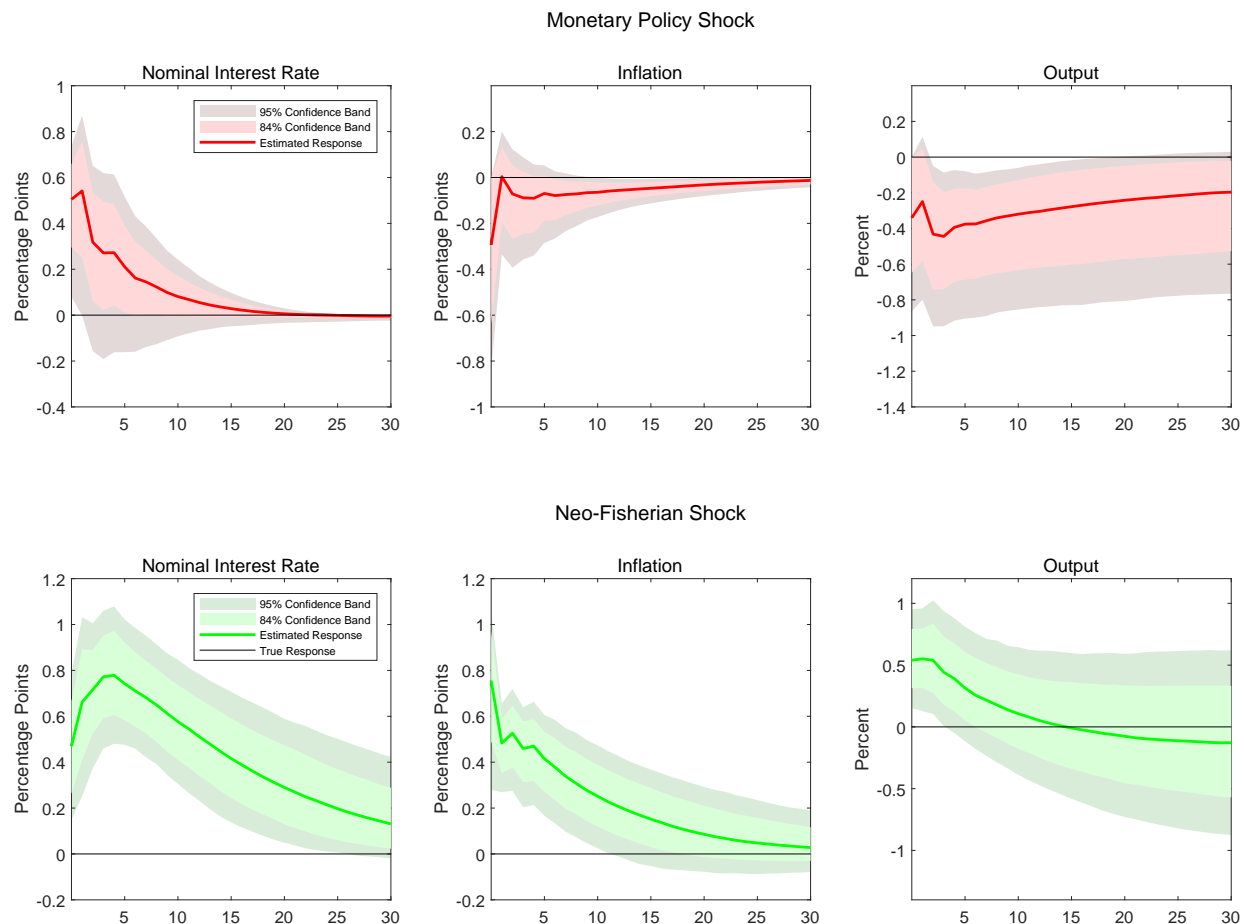 Monetary Policy Shock
Nominal Interest Rate
Inflation
Output
Percentage Points
1
0.8
0.6
0.4
0.2
0
-0.2
-0.4
5 10 15 20 25 30
95% Confidence Band
84% Confidence Band
Estimated Response
Percentage Points
0.2
0
-0.2
-0.4
-0.6
-0.8
-1
5 10 15 20 25 30
Percent
0.2
0
-0.2
-0.4
-0.6
-0.8
-1
-1.2
-1.4
5 10 15 20 25 30
Neo-Fisherian Shock
Nominal Interest Rate
Inflation
Output
Percentage Points
1.2
1
0.8
0.6
0.4
0.2
0
-0.2
5 10 15 20 25 30
95% Confidence Band
84% Confidence Band
Estimated Response
True Response
Percentage Points
1.2
1
0.8
0.6
0.4
0.2
0
-0.2
5 10 15 20 25 30
Percent
1
0.5
0
-0.5
-1
5 10 15 20 25 30